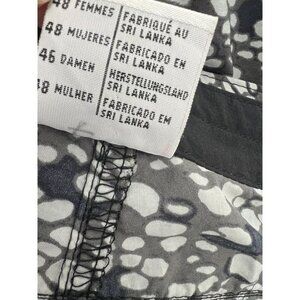 48 FEMMES FABRIQUÉ AU
SRI LANKA
48 MUJERES FABRICADO EN
SRI LANKA
46 DAMEN HERSTELLUNGSLAND
SRI LANKA
48 MULHER FABRICADO EM
SRI LANKA